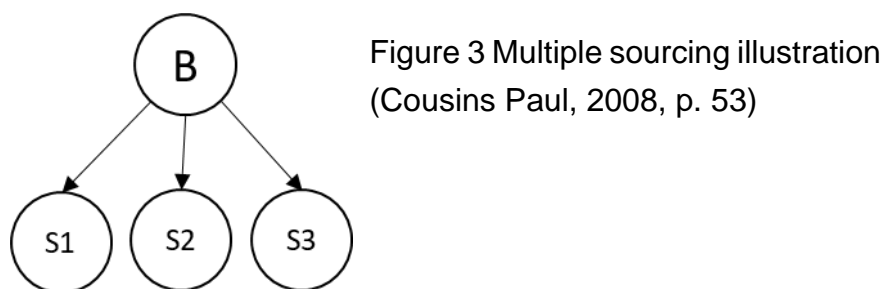 B
Figure 3 Multiple sourcing illustration
(Cousins Paul, 2008, p. 53)
S1 S2 S3